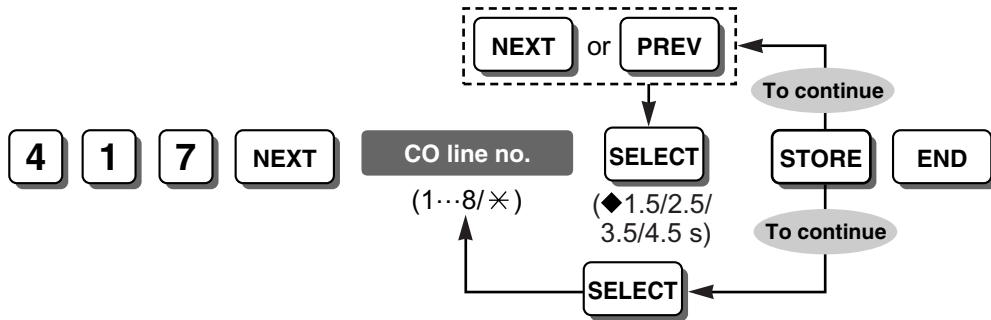 NEXT or PREV
To continue
4 1 7 NEXT CO line no. SELECT STORE END
(1···8/✳)
(◆1.5/2.5/
3.5/4.5 s)
To continue
SELECT